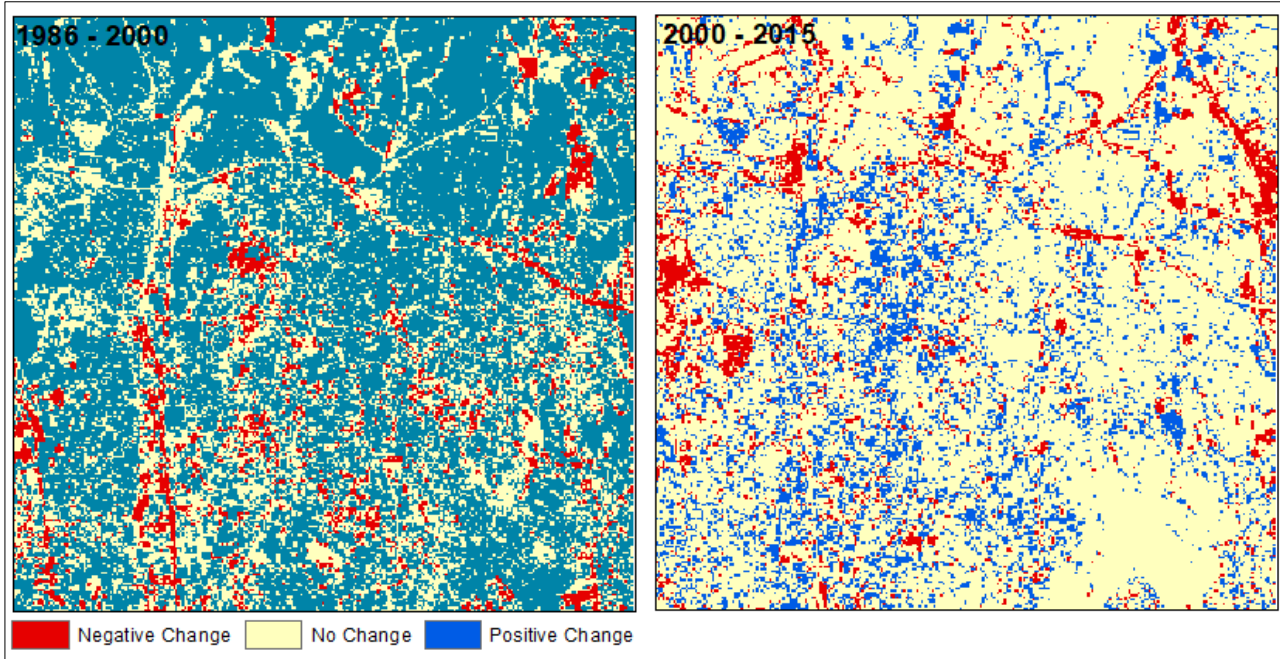 1986 - 2000
2000 - 2015
Negative Change
No Change
Positive Change